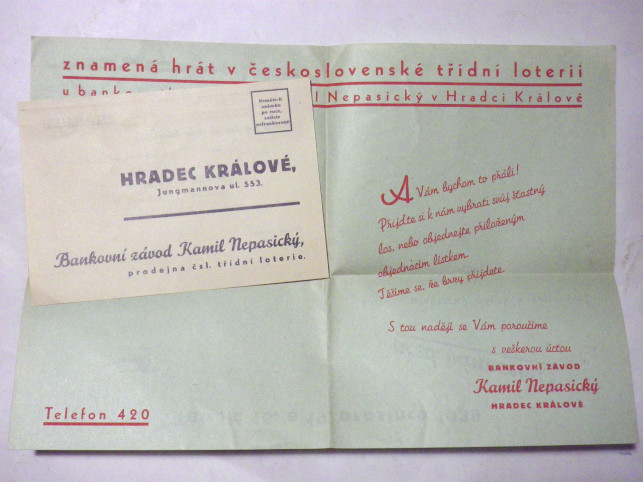 znamená hrát v československé třídní loterii
u bankov Nepasický v Hradci Králové
HRADEC KRÁLOVÉ,
Jungmannova ul. 553.
Bankovní závod Kamil Nepasický,
prodejna čsl. třídní loterie.
A Vám bychom to přáli!
Přijďte si k nám vybrati svůj šťastný
los, nebo objednejte přiloženým
objednacím lístkem.
Těšíme se, že brzy přijdete.
S tou nadějí se Vám poroučíme
s veškerou úctou
BANKOVNÍ ZÁVOD
Kamil Nepasický
HRADEC KRÁLOVÉ
Telefon 420